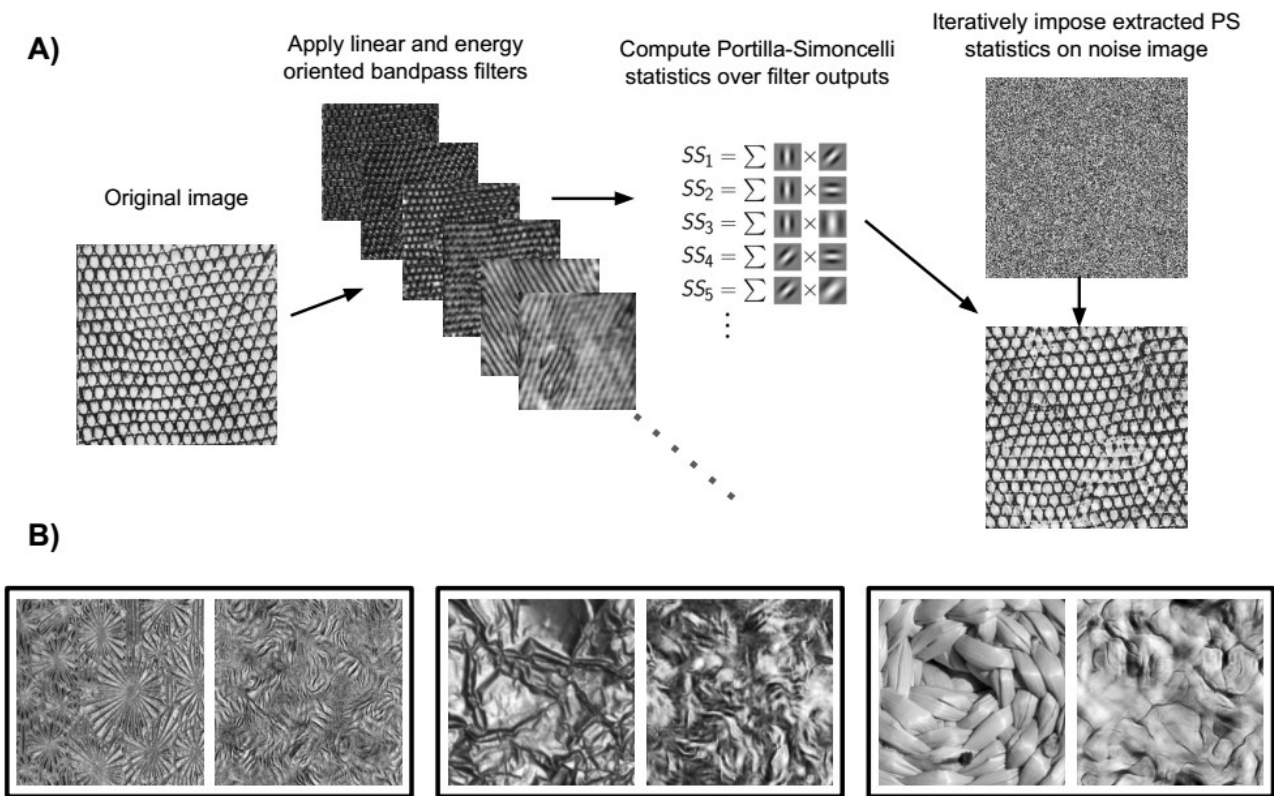 A)
Apply linear and energy
oriented bandpass filters
Compute Portilla-Simoncelli
statistics over filter outputs
Iteratively impose extracted PS
statistics on noise image
Original image
SS₁ = ∑ ×
SS₂ = ∑ ×
SS₃ = ∑ ×
SS₄ = ∑ ×
SS₅ = ∑ ×
⋮
B)